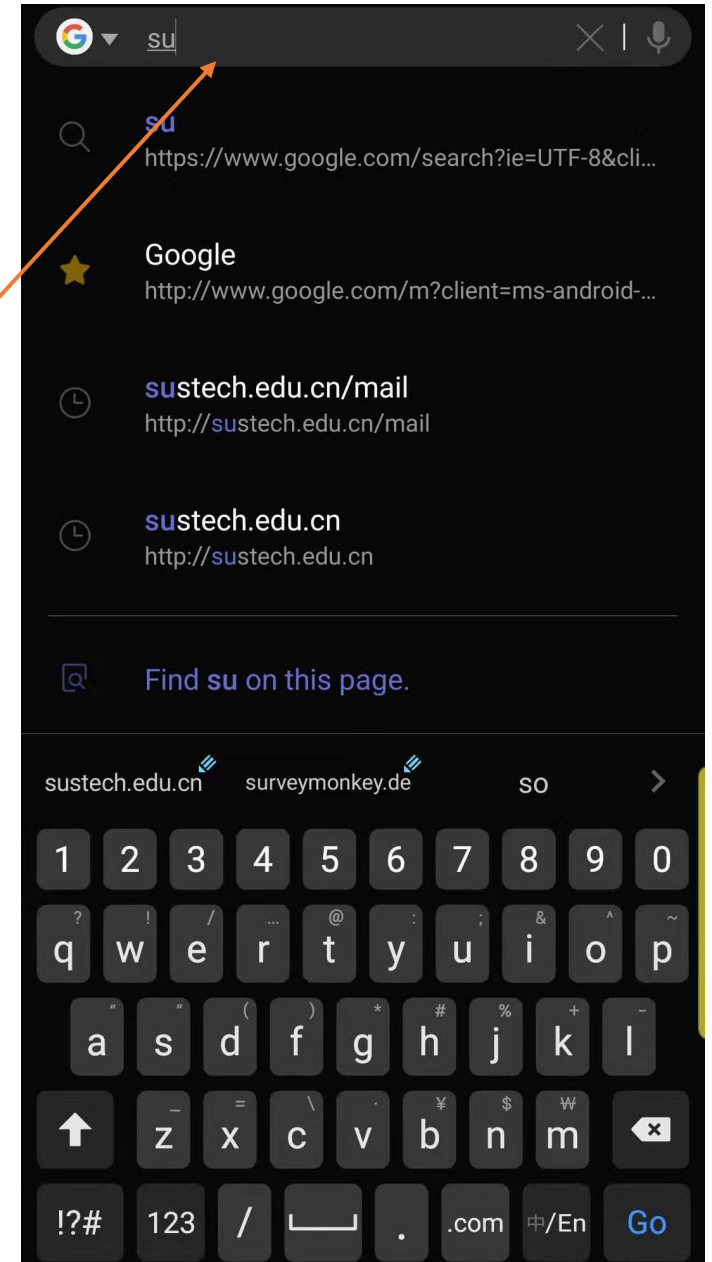 su
su
https://www.google.com/search?ie=UTF-8&cli...
Google
http://www.google.com/m?client=ms-android-...
sustech.edu.cn/mail
http://sustech.edu.cn/mail
sustech.edu.cn
http://sustech.edu.cn
Find su on this page.
sustech.edu.cn surveymonkey.de so
1 2 3 4 5 6 7 8 9 0
? ! / ... @ : ; & ^ ~
q w e r t y u i o p
" " ( ) * # % + -
a s d f g h j k l
_ = \ · ¥ $ ₩
z x c v b n m
!?# 123 / . .com 中/En Go